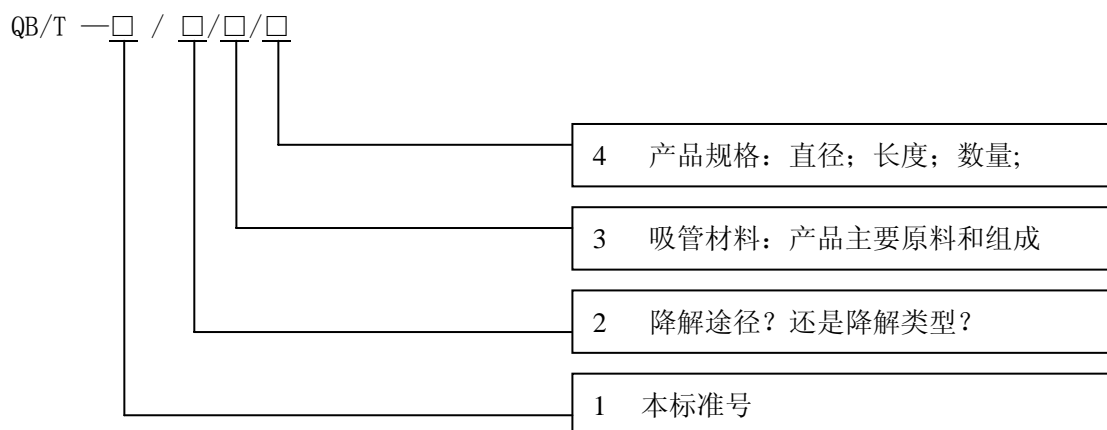 QB/T —□ / □/□/□
4 产品规格：直径；长度；数量;
3 吸管材料：产品主要原料和组成
2 降解途径？还是降解类型？
1 本标准号